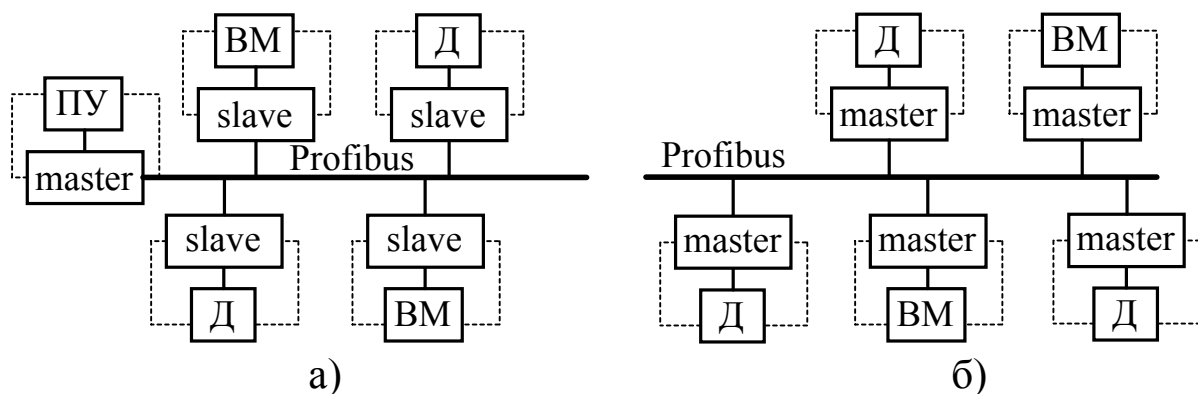 ВМ
Д
slave
slave
ПУ
master
Profibus
slave
slave
Д
ВМ
а)
Д
ВМ
master
master
Profibus
master
master
master
Д
ВМ
Д
б)